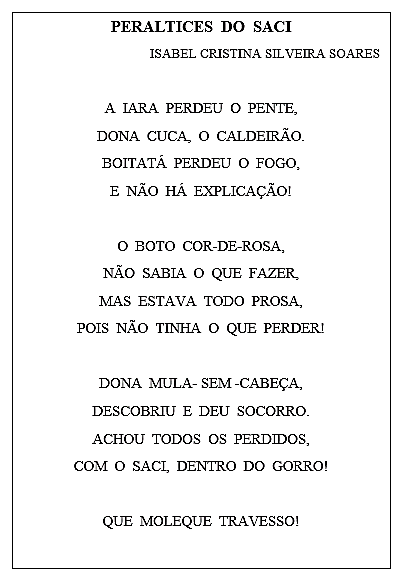 PERALTICES DO SACI
ISABEL CRISTINA SILVEIRA SOARES
A IARA PERDEU O PENTE,
DONA CUCA, O CALDEIRÃO.
BOITATÁ PERDEU O FOGO,
E NÃO HÁ EXPLICAÇÃO!
O BOTO COR-DE-ROSA,
NÃO SABIA O QUE FAZER,
MAS ESTAVA TODO PROSA,
POIS NÃO TINHA O QUE PERDER!
DONA MULA- SEM -CABEÇA,
DESCOBRIU E DEU SOCORRO.
ACHOU TODOS OS PERDIDOS,
COM O SACI, DENTRO DO GORRO!
QUE MOLEQUE TRAVESSO!